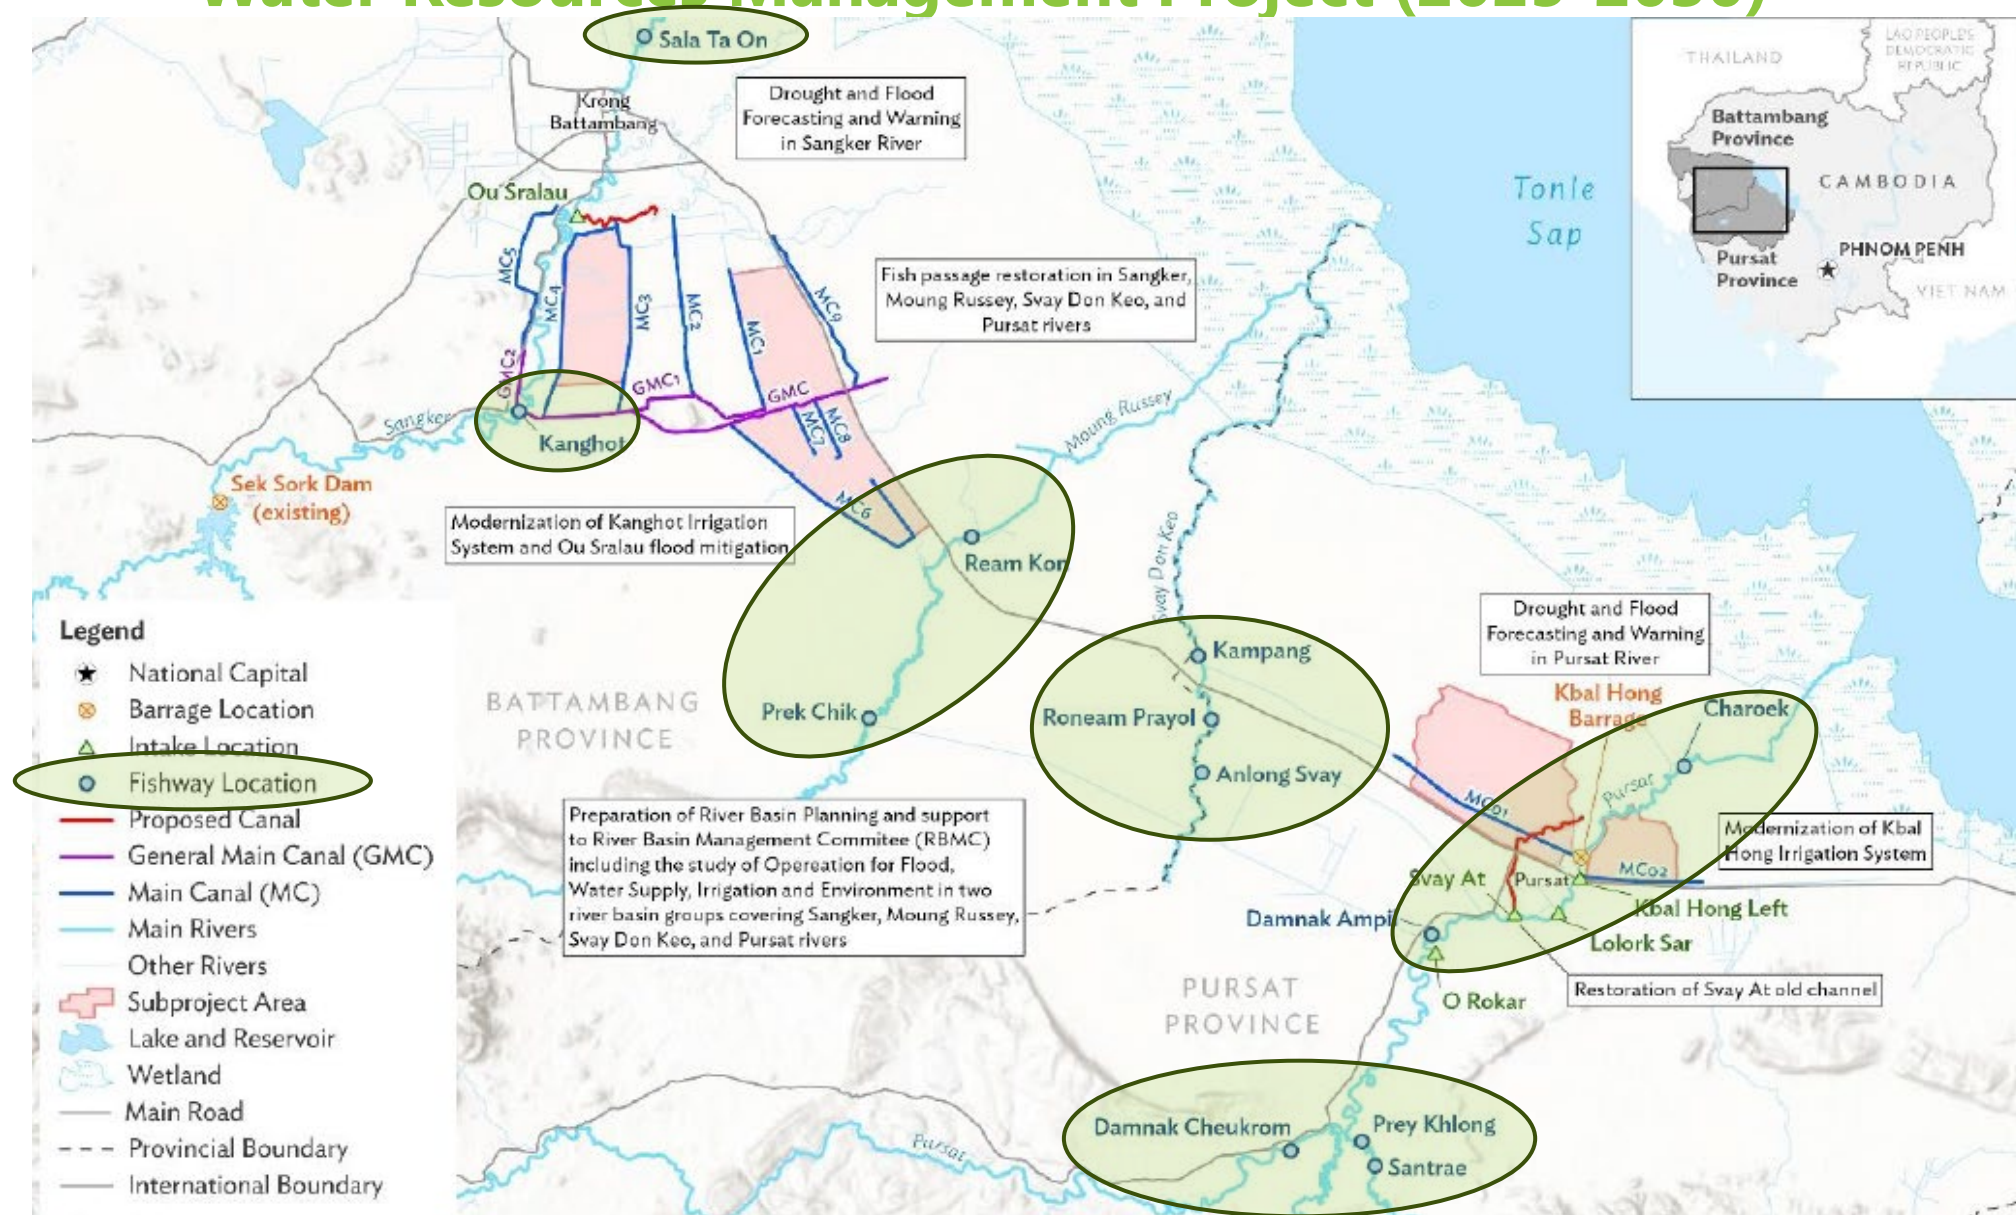 Water Resources Management Project (2025-2030)
Sala Ta On
Krong
Battambang
Drought and Flood
Forecasting and Warning
in Sangker River
Ou Sralau
MC5
MC4
MC3
MC2
MC1
MC9
GMC2
GMC1
GMC
MC7
MC8
MC6
Sangker
Kanghot
Sek Sork Dam
(existing)
Fish passage restoration in Sangker,
Moung Russey, Svay Don Keo, and
Pursat rivers
Moung Russey
Tonle
Sap
THAILAND
LAO PEOPLE'S
DEMOCRATIC
REPUBLIC
Battambang
Province
CAMBODIA
PHNOM PENH
Pursat
Province
VIET NAM
Modernization of Kanghot Irrigation
System and Ou Sralau flood mitigation
Ream Kon
Prek Chik
Svay Don Keo
Kampang
Roneam Prayol
Anlong Svay
BATTAMBANG
PROVINCE
Drought and Flood
Forecasting and Warning
in Pursat River
Kbal Hong
Barrage
Charoek
Pursat
MC01
Modernization of Kbal
Hong Irrigation System
MC02
Svay At
Pursat
Kbal Hong Left
Damnak Ampil
Lolork Sar
O Rokar
Restoration of Svay At old channel
Preparation of River Basin Planning and support
to River Basin Management Commitee (RBMC)
including the study of Opereation for Flood,
Water Supply, Irrigation and Environment in two
river basin groups covering Sangker, Moung Russey,
Svay Don Keo, and Pursat rivers
PURSAT
PROVINCE
Damnak Cheukrom
Prey Khlong
Santrae
Pursat
Legend
National Capital
Barrage Location
Intake Location
Fishway Location
Proposed Canal
General Main Canal (GMC)
Main Canal (MC)
Main Rivers
Other Rivers
Subproject Area
Lake and Reservoir
Wetland
Main Road
Provincial Boundary
International Boundary